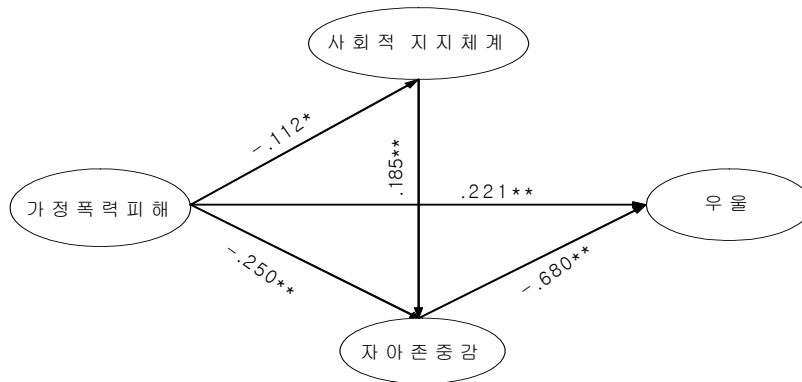 사회적 지지체계
-.112*
.185**
가정폭력피해
.221**
우울
-.250**
-.680**
자아존중감